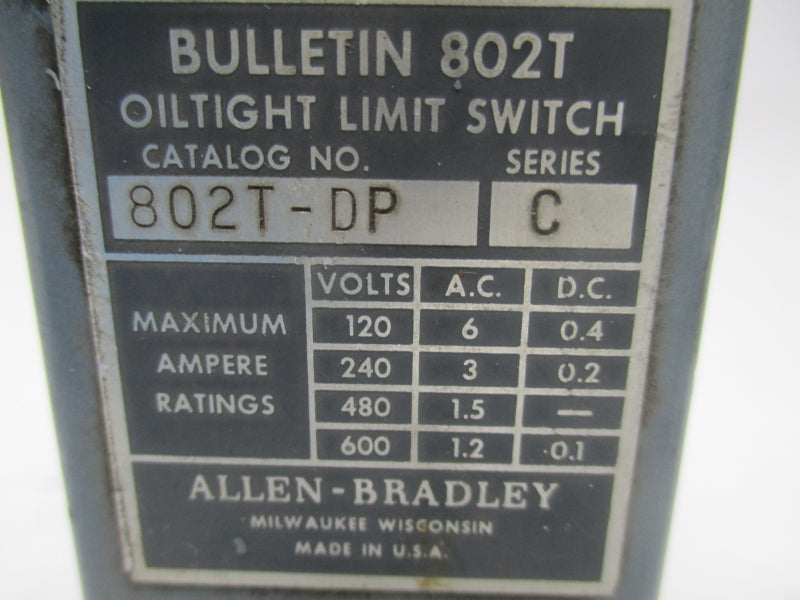 BULLETIN 802T
OILTIGHT LIMIT SWITCH
CATALOG NO. SERIES
802T-DP C
VOLTS A.C. D.C.
MAXIMUM AMPERE RATINGS
120 6 0.4
240 3 0.2
480 1.5 —
600 1.2 0.1
ALLEN-BRADLEY
MILWAUKEE WISCONSIN
MADE IN U.S.A.